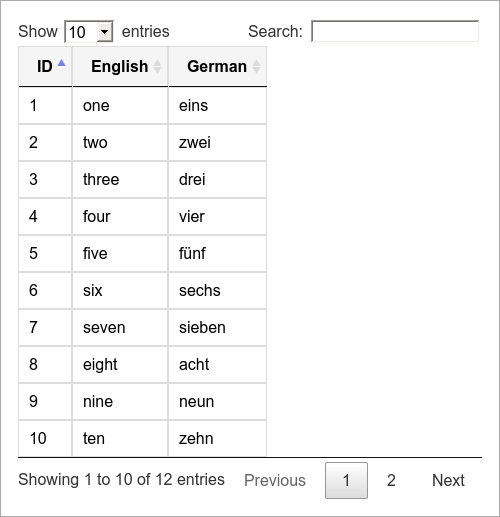 Show 10 entries Search:
ID English German
1 one eins
2 two zwei
3 three drei
4 four vier
5 five fünf
6 six sechs
7 seven sieben
8 eight acht
9 nine neun
10 ten zehn
Showing 1 to 10 of 12 entries Previous 1 2 Next